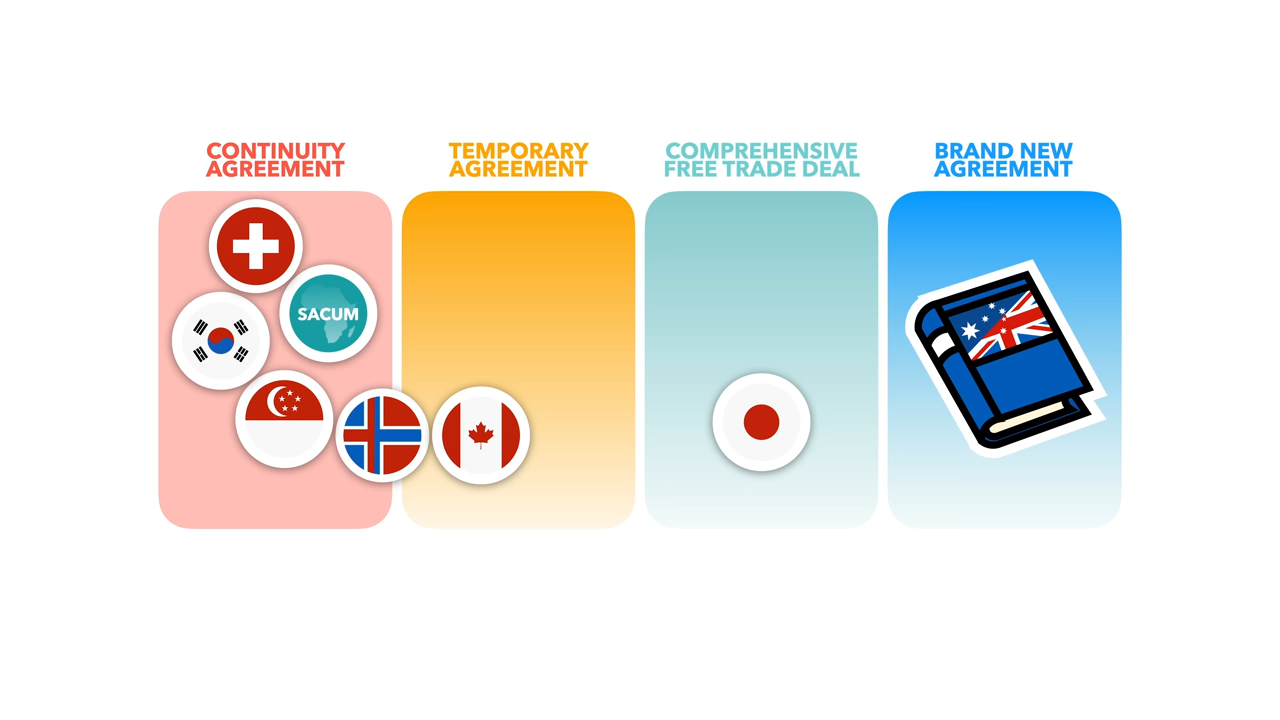 CONTINUITY
AGREEMENT
TEMPORARY
AGREEMENT
COMPREHENSIVE
FREE TRADE DEAL
BRAND NEW
AGREEMENT
SACUM